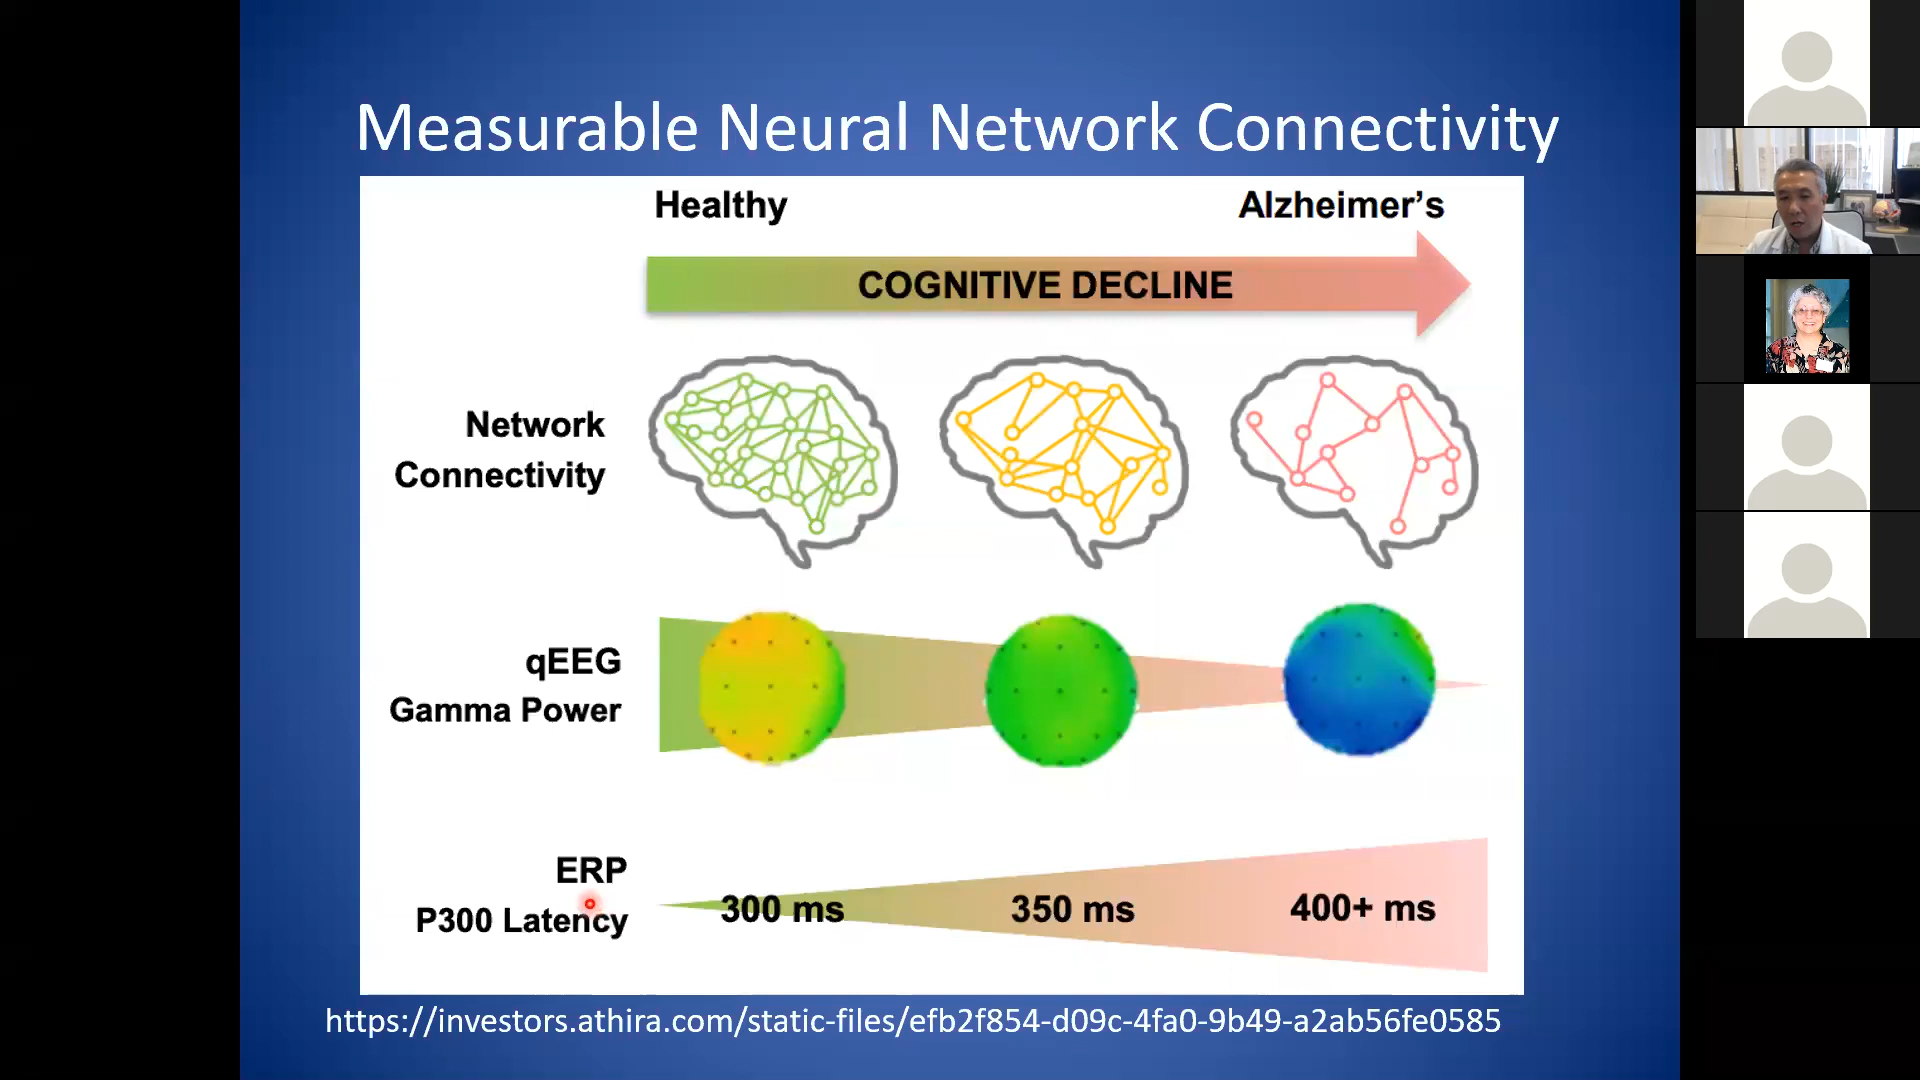 Measurable Neural Network Connectivity
Healthy
Alzheimer's
COGNITIVE DECLINE
Network
Connectivity
qEEG
Gamma Power
ERP
P300 Latency
300 ms
350 ms
400+ ms
https://investors.athira.com/static-files/efb2f854-d09c-4fa0-9b49-a2ab56fe0585